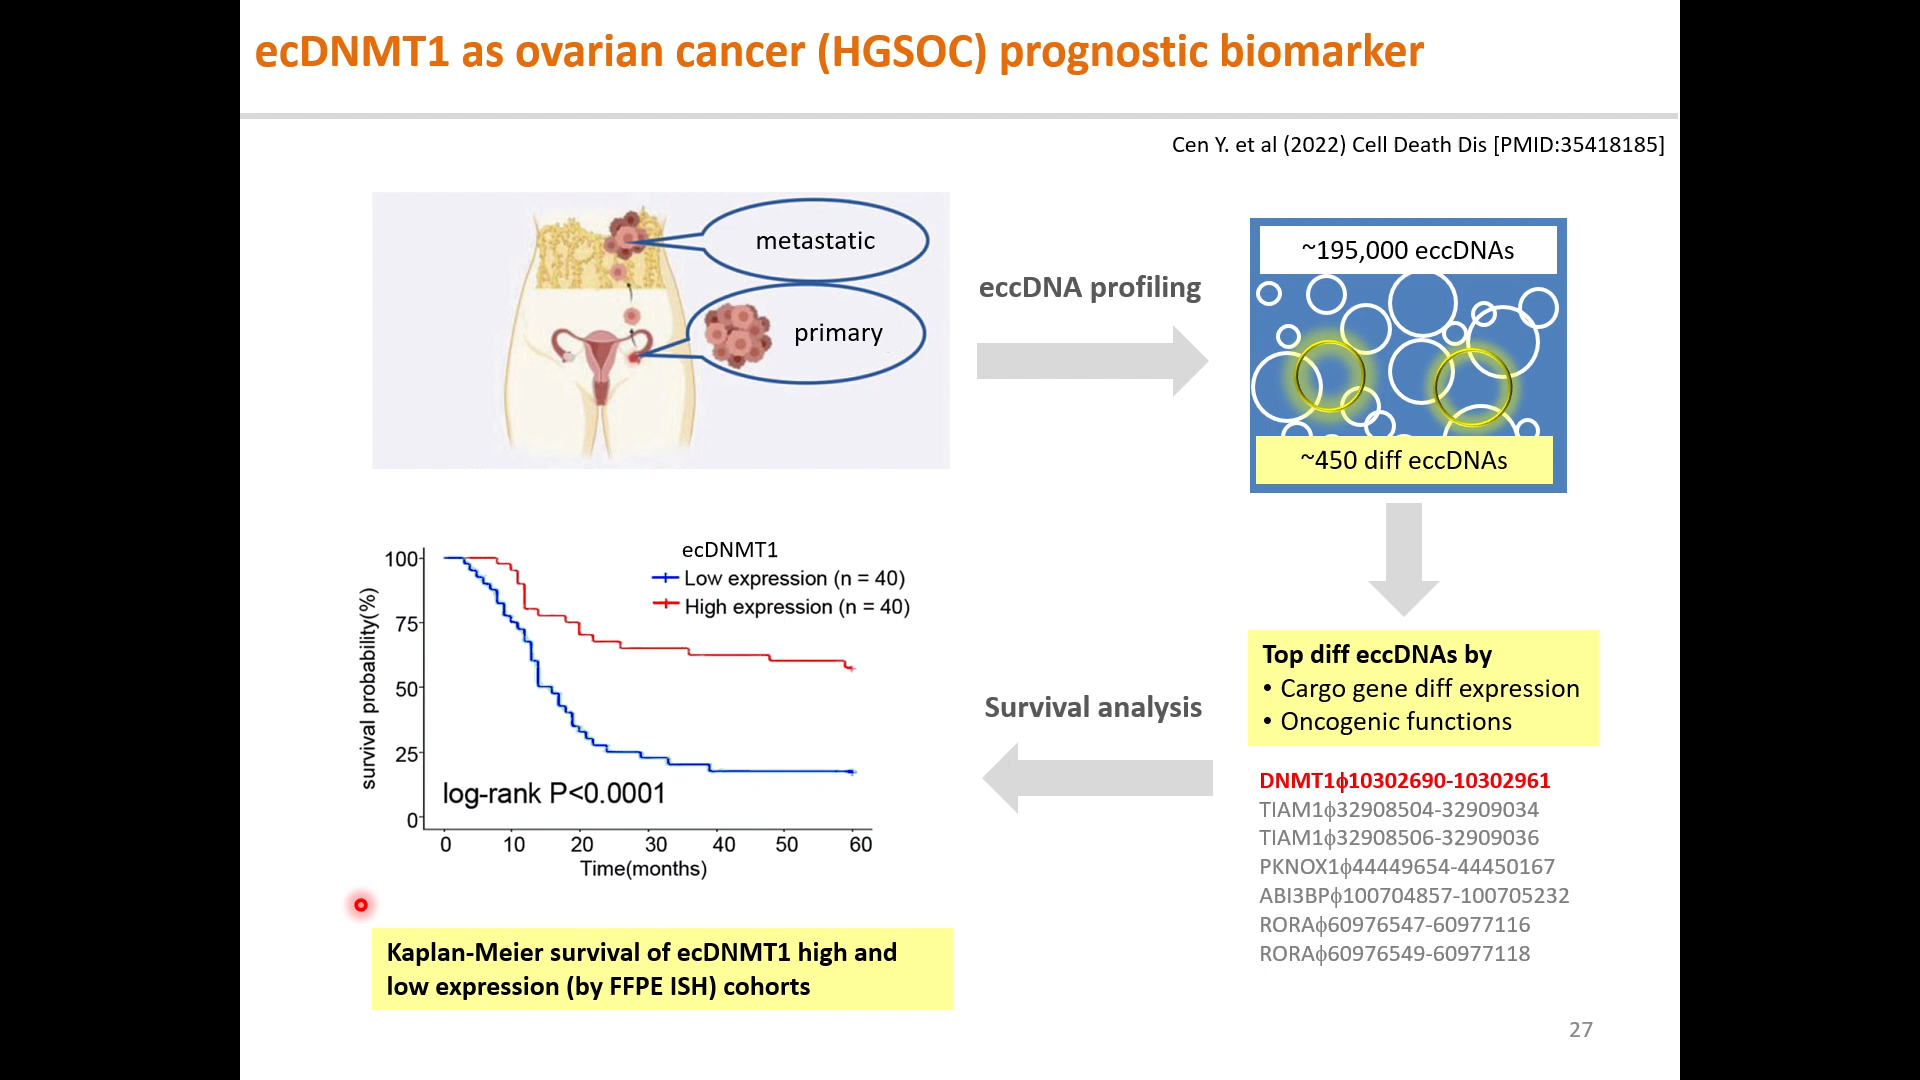 ecDNMT1 as ovarian cancer (HGSOC) prognostic biomarker
Cen Y. et al (2022) Cell Death Dis [PMID:35418185]
metastatic
primary
eccDNA profiling
~195,000 eccDNAs
~450 diff eccDNAs
Top diff eccDNAs by
• Cargo gene diff expression
• Oncogenic functions
DNMT1ϕ10302690-10302961
TIAM1ϕ32908504-32909034
TIAM1ϕ32908506-32909036
PKNOX1ϕ44449654-44450167
ABI3BPϕ100704857-100705232
RORAϕ60976547-60977116
RORAϕ60976549-60977118
Survival analysis
ecDNMT1
Low expression (n = 40)
High expression (n = 40)
survival probability(%)
100
75
50
25
0
log-rank P<0.0001
0 10 20 30 40 50 60
Time(months)
Kaplan-Meier survival of ecDNMT1 high and
low expression (by FFPE ISH) cohorts
27